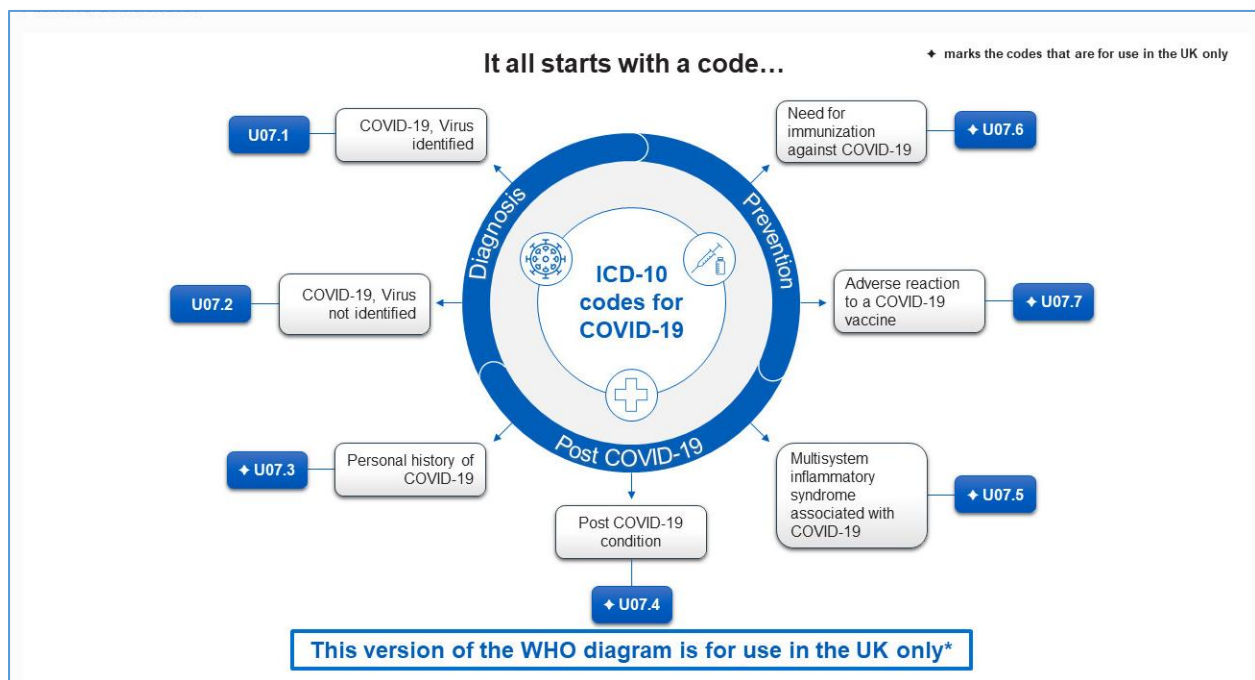 It all starts with a code…
✦ marks the codes that are for use in the UK only
U07.1
COVID-19, Virus
identified
Need for
immunization
against COVID-19
✦ U07.6
Diagnosis
Prevention
ICD-10
codes for
COVID-19
U07.2
COVID-19, Virus
not identified
Adverse reaction
to a COVID-19
vaccine
✦ U07.7
Post COVID-19
✦ U07.3
Personal history of
COVID-19
Multisystem
inflammatory
syndrome
associated with
COVID-19
✦ U07.5
Post COVID-19
condition
✦ U07.4
This version of the WHO diagram is for use in the UK only*